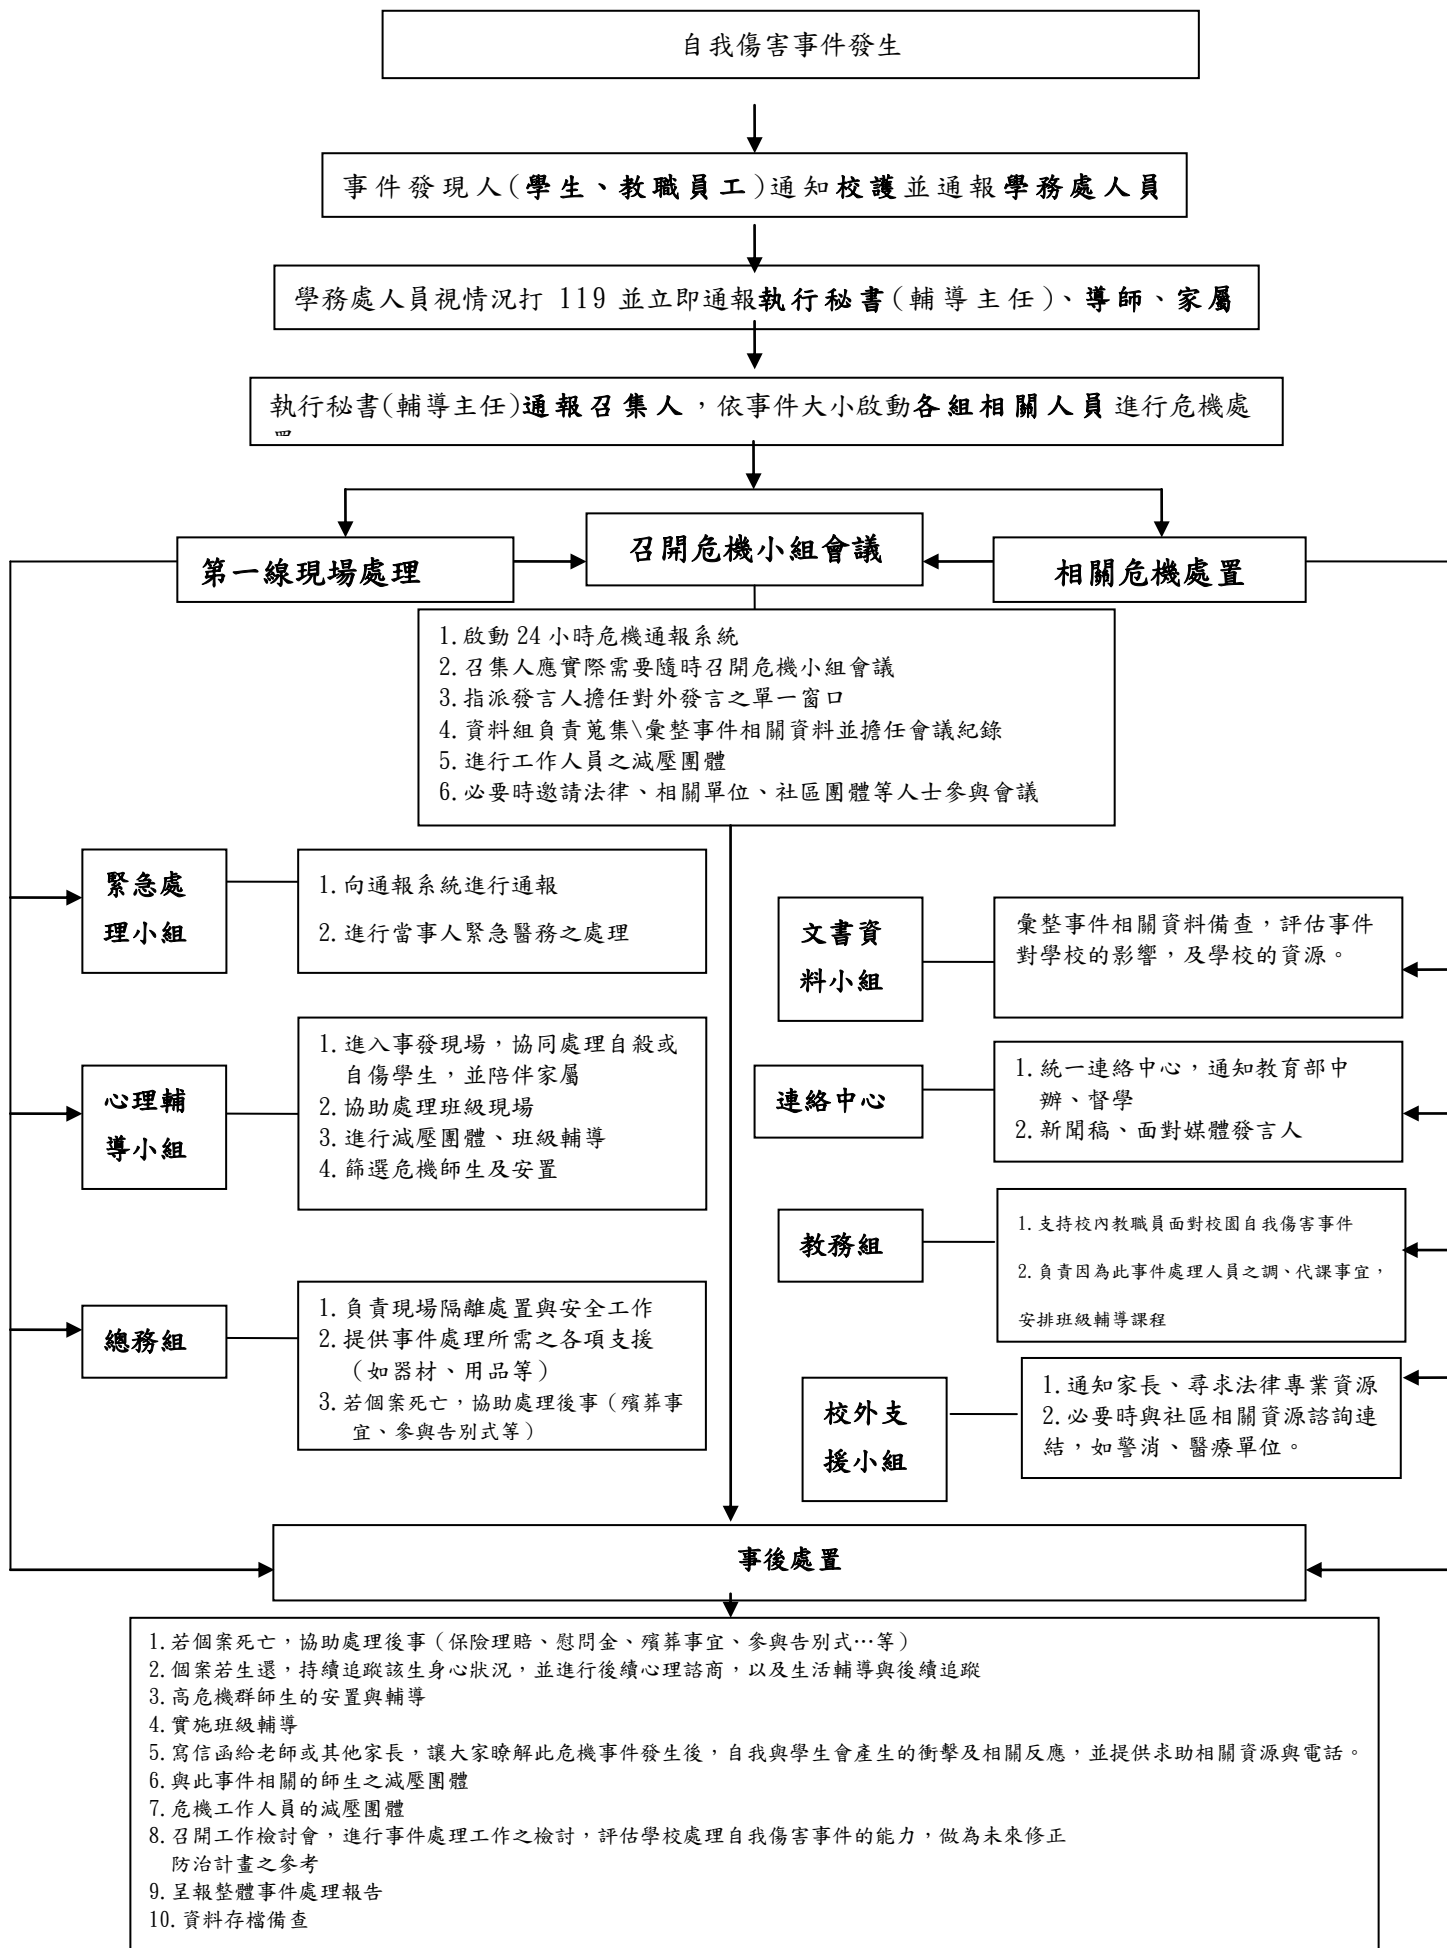 自我傷害事件發生
事件發現人(學生、教職員工)通知校護並通報學務處人員
學務處人員視情況打 119 並立即通報執行秘書(輔導主任)、導師、家屬
執行秘書(輔導主任)通報召集人，依事件大小啟動各組相關人員進行危機處
第一線現場處理
召開危機小組會議
相關危機處置
1.啟動 24 小時危機通報系統
2.召集人應實際需要隨時召開危機小組會議
3.指派發言人擔任對外發言之單一窗口
4.資料組負責蒐集\彙整事件相關資料並擔任會議紀錄
5.進行工作人員之減壓團體
6.必要時邀請法律、相關單位、社區團體等人士參與會議
緊急處
理小組
1.向通報系統進行通報
2.進行當事人緊急醫務之處理
心理輔
導小組
1.進入事發現場，協同處理自殺或
自傷學生，並陪伴家屬
2.協助處理班級現場
3.進行減壓團體、班級輔導
4.篩選危機師生及安置
總務組
1.負責現場隔離處置與安全工作
2.提供事件處理所需之各項支援
（如器材、用品等）
3.若個案死亡，協助處理後事（殯葬事
宜、參與告別式等）
文書資
料小組
彙整事件相關資料備查，評估事件
對學校的影響，及學校的資源。
連絡中心
1.統一連絡中心，通知教育部中
辦、督學
2.新聞稿、面對媒體發言人
教務組
1.支持校內教職員面對校園自我傷害事件
2.負責因為此事件處理人員之調、代課事宜，
安排班級輔導課程
校外支
援小組
1.通知家長、尋求法律專業資源
2.必要時與社區相關資源諮詢連
結，如警消、醫療單位。
事後處置
1.若個案死亡，協助處理後事（保險理賠、慰問金、殯葬事宜、參與告別式…等）
2.個案若生還，持續追蹤該生身心狀況，並進行後續心理諮商，以及生活輔導與後續追蹤
3.高危機群師生的安置與輔導
4.實施班級輔導
5.寫信函給老師或其他家長，讓大家瞭解此危機事件發生後，自我與學生會產生的衝擊及相關反應，並提供求助相關資源與電話。
6.與此事件相關的師生之減壓團體
7.危機工作人員的減壓團體
8.召開工作檢討會，進行事件處理工作之檢討，評估學校處理自我傷害事件的能力，做為未來修正
防治計畫之參考
9.呈報整體事件處理報告
10.資料存檔備查